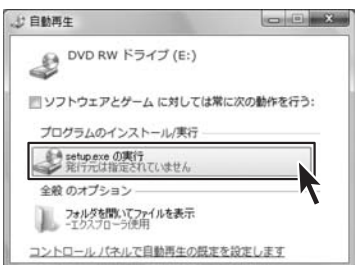 自動再生
DVD RW ドライブ (E:)
ソフトウェアとゲーム に対しては常に次の動作を行う:
プログラムのインストール/実行
setup.exe の実行
発行元は指定されていません
全般 のオプション
フォルダを開いてファイルを表示
-エクスプローラ使用
コントロール パネルで自動再生の既定を設定します